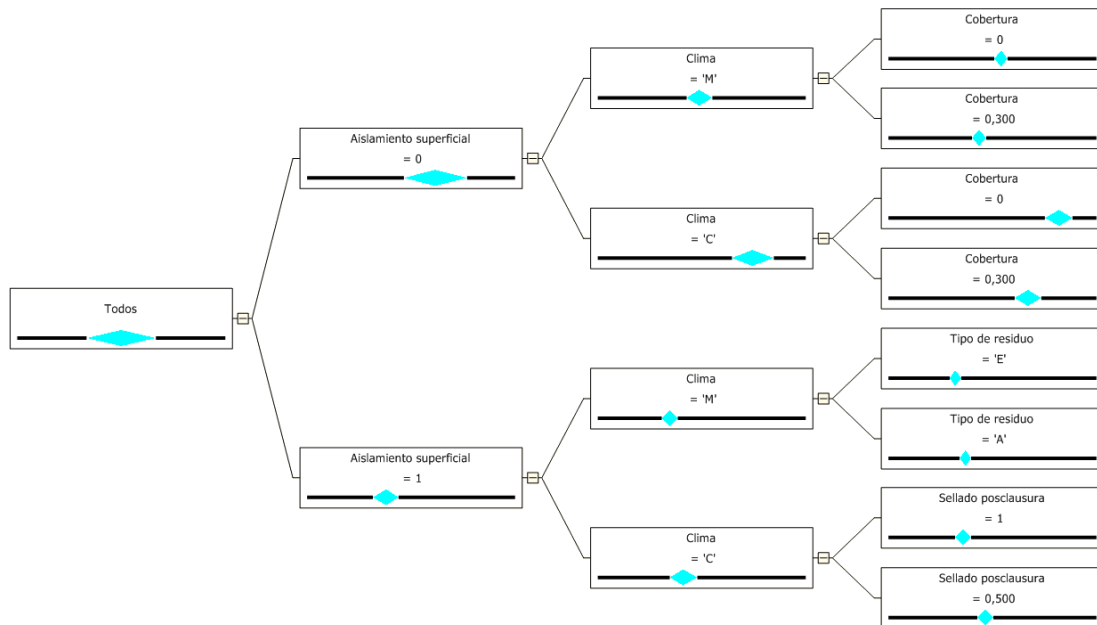 Todos
Aislamiento superficial
= 0
Aislamiento superficial
= 1
Clima
= 'M'
Clima
= 'C'
Clima
= 'M'
Clima
= 'C'
Cobertura
= 0
Cobertura
= 0,300
Cobertura
= 0
Cobertura
= 0,300
Tipo de residuo
= 'E'
Tipo de residuo
= 'A'
Sellado posclausura
= 1
Sellado posclausura
= 0,500